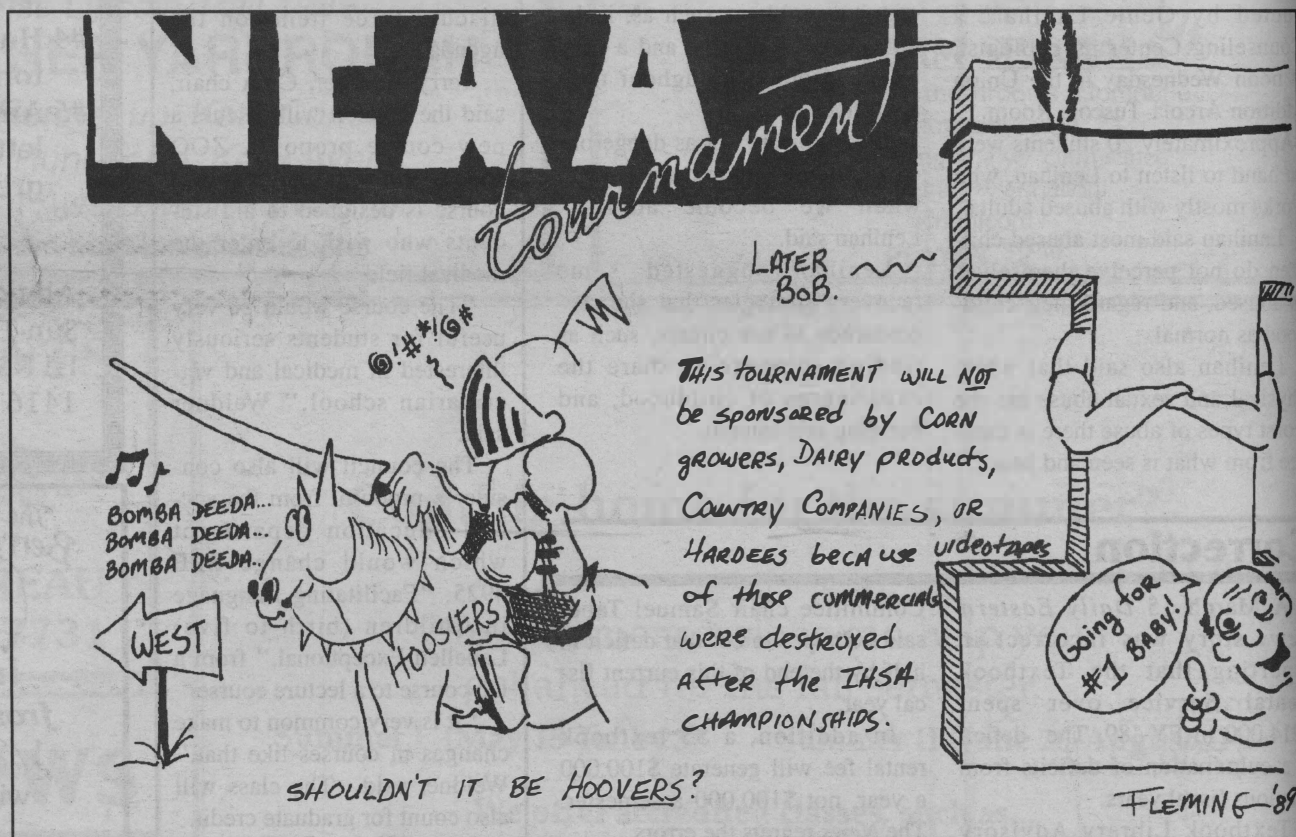 NCAA
tournament
LATER
BOB.
@!#*!@*
THIS TOURNAMENT WILL NOT
be sponsored by CORN
growers, DAIRY products,
COUNTRY COMPANIES, OR
HARDEES because videotapes
of these commercials
were destroyed
after the IHSA
CHAMPIONSHIPS.
BOMBA DEEDA...
BOMBA DEEDA...
BOMBA DEEDA...
WEST
HOOSIERS
Going for
#1 BABY!
SHOULDN'T IT BE HOOVERS?
FLEMING '89